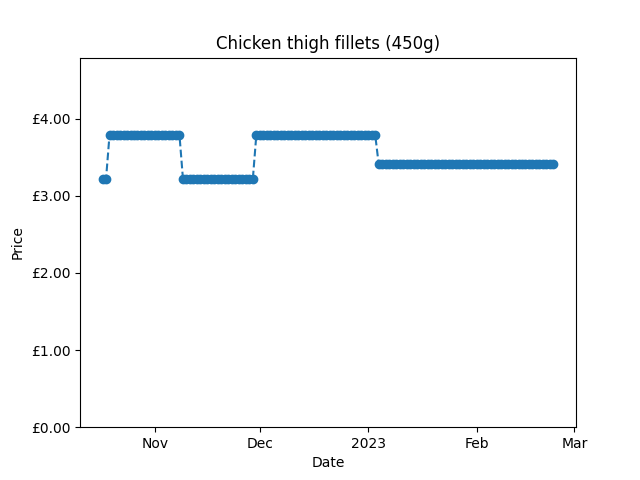 Chicken thigh fillets (450g)
£4.00
£3.00
£2.00
£1.00
£0.00
Price
Nov Dec 2023 Feb Mar
Date